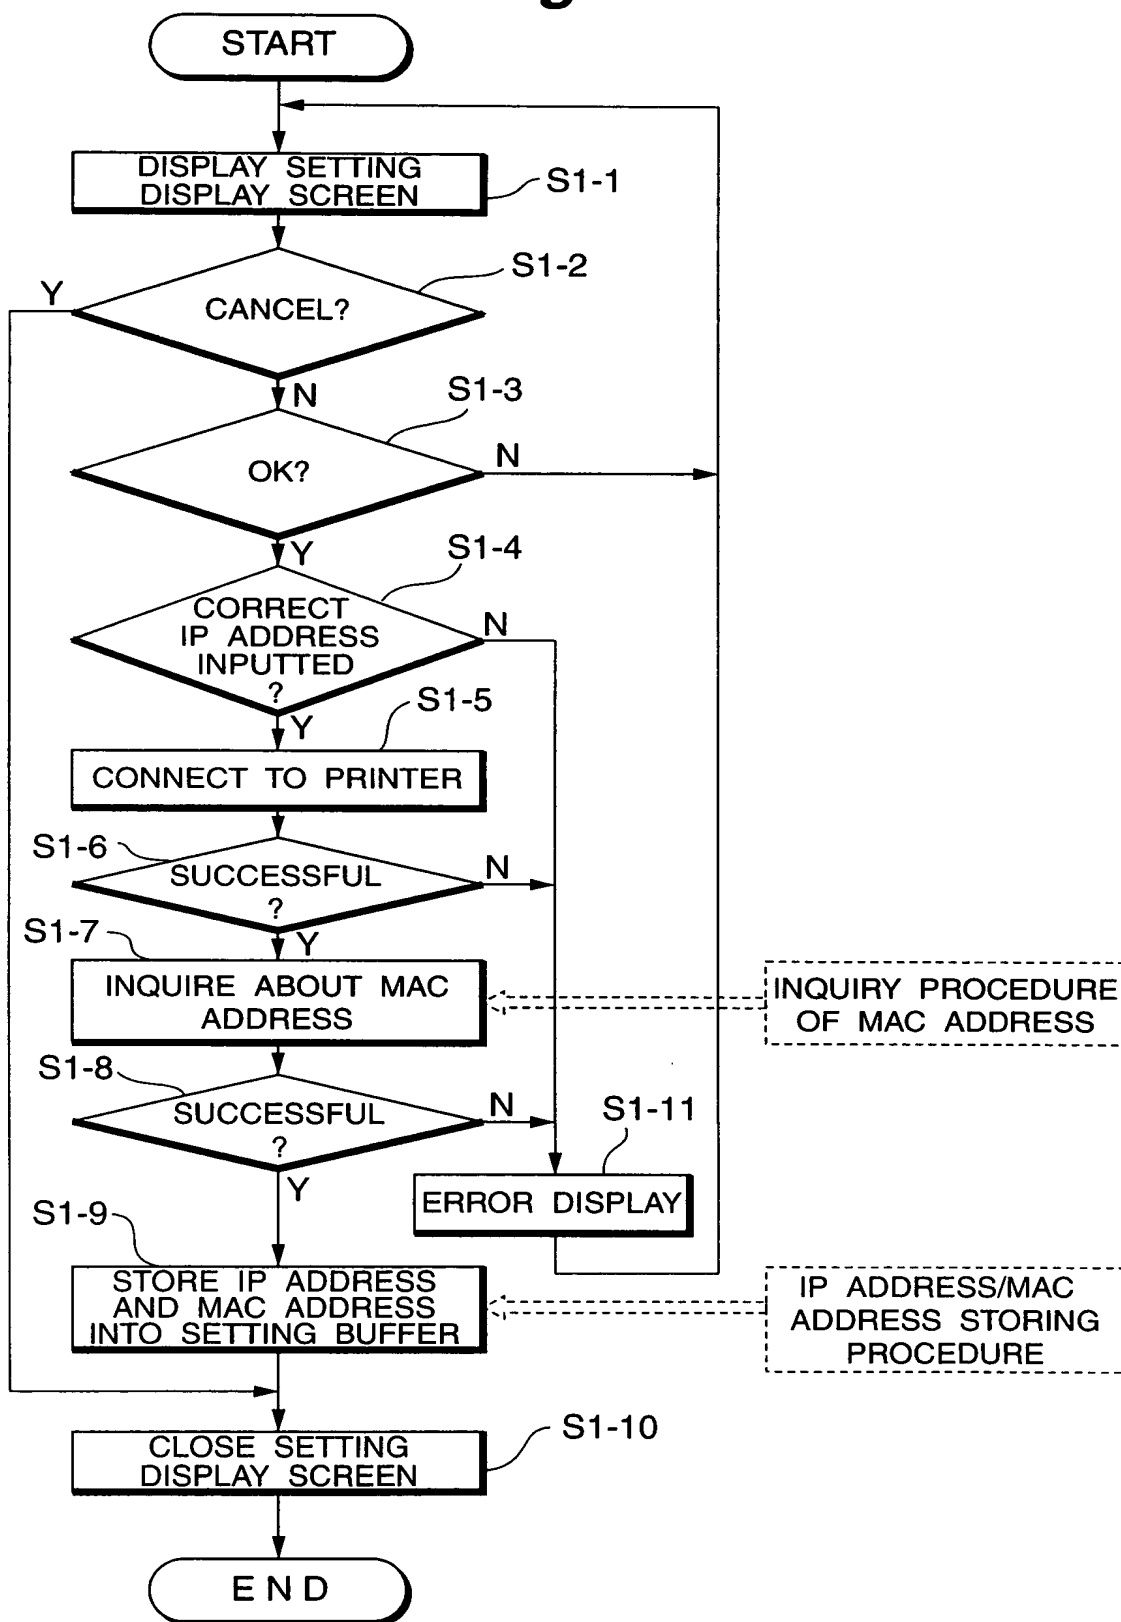 START
DISPLAY SETTING
DISPLAY SCREEN
S1-1
S1-2
Y
CANCEL?
N
S1-3
OK?
N
Y
S1-4
CORRECT
IP ADDRESS
INPUTTED
?
N
Y
S1-5
CONNECT TO PRINTER
S1-6
SUCCESSFUL
?
N
Y
S1-7
INQUIRE ABOUT MAC
ADDRESS
INQUIRY PROCEDURE
OF MAC ADDRESS
S1-8
SUCCESSFUL
?
N
Y
S1-11
ERROR DISPLAY
S1-9
STORE IP ADDRESS
AND MAC ADDRESS
INTO SETTING BUFFER
IP ADDRESS/MAC
ADDRESS STORING
PROCEDURE
S1-10
CLOSE SETTING
DISPLAY SCREEN
END